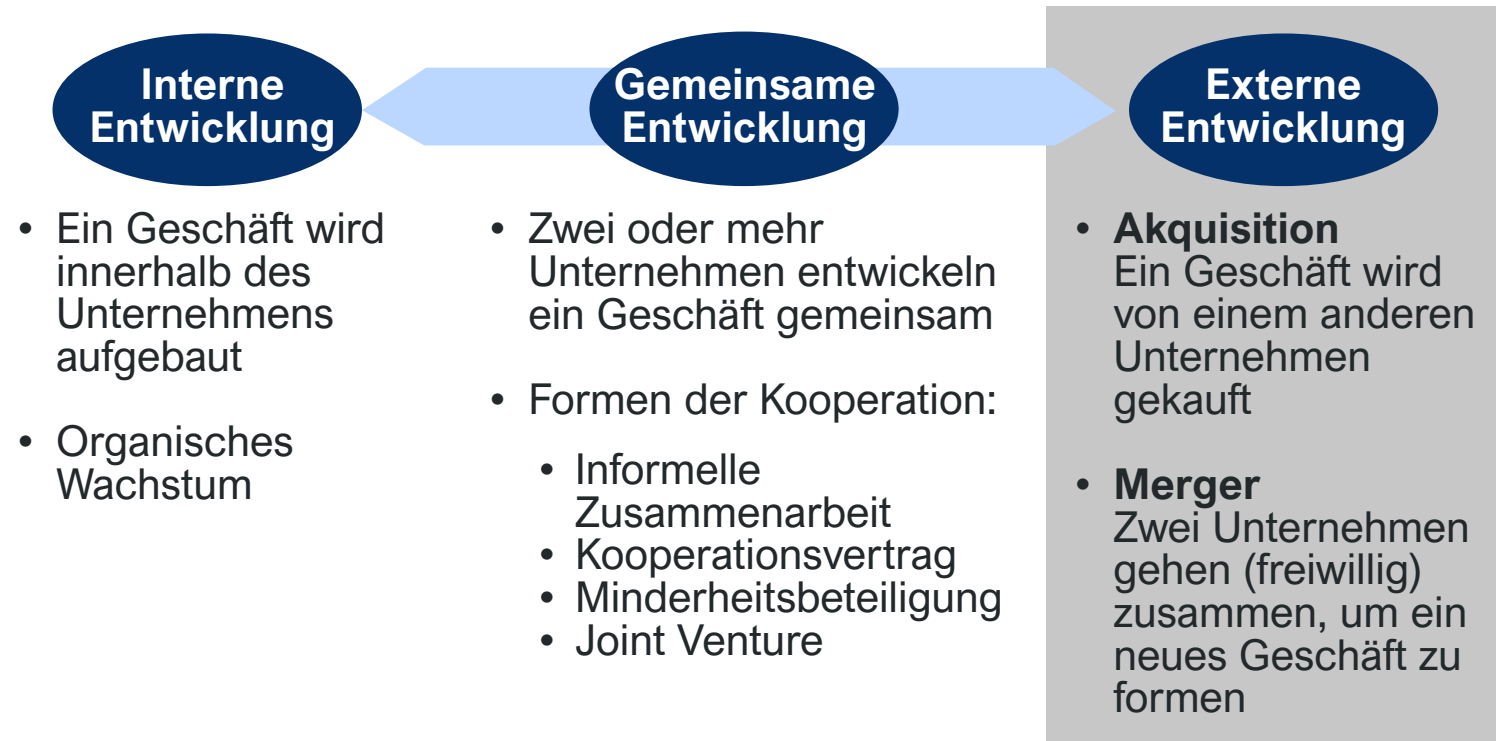 Interne
Entwicklung
Gemeinsame
Entwicklung
Externe
Entwicklung
• Ein Geschäft wird
innerhalb des
Unternehmens
aufgebaut
• Organisches
Wachstum
• Zwei oder mehr
Unternehmen entwickeln
ein Geschäft gemeinsam
• Formen der Kooperation:
• Informelle
Zusammenarbeit
• Kooperationsvertrag
• Minderheitsbeteiligung
• Joint Venture
• Akquisition
Ein Geschäft wird
von einem anderen
Unternehmen
gekauft
• Merger
Zwei Unternehmen
gehen (freiwillig)
zusammen, um ein
neues Geschäft zu
formen